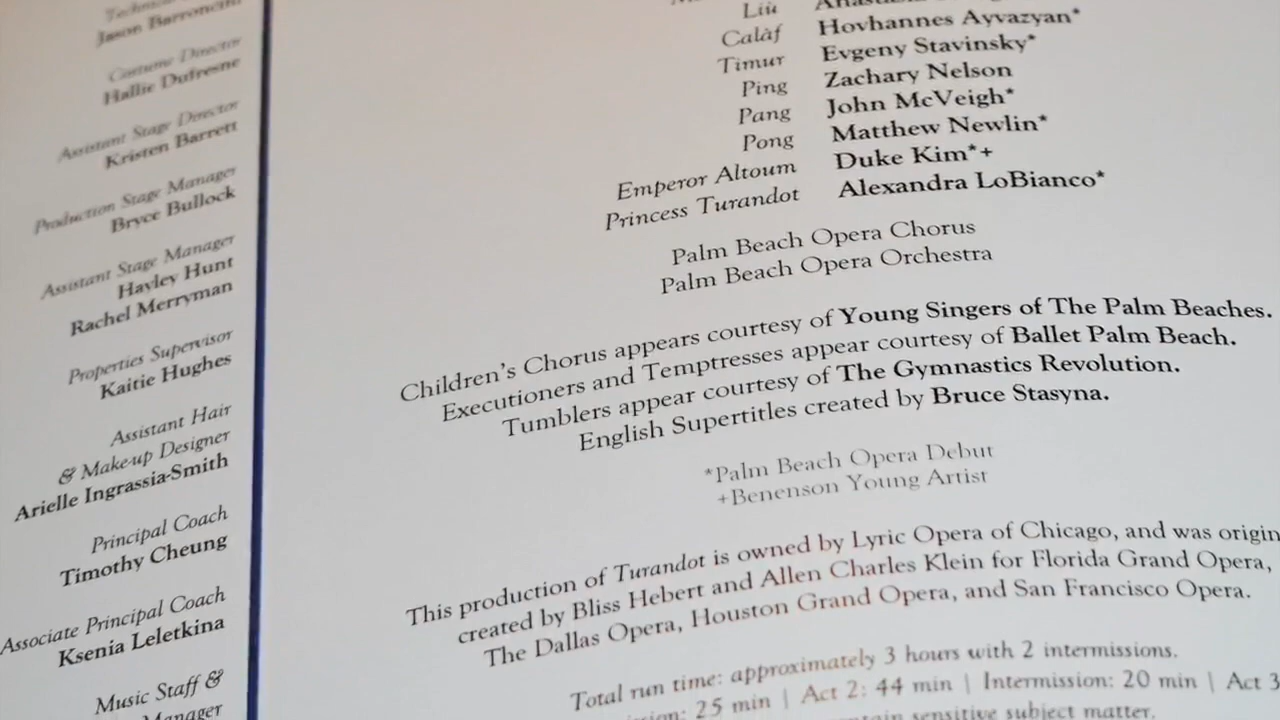 Jason Barroncini
Costume Director
Hallie Dufresne
Assistant Stage Director
Kristen Barrett
Production Stage Manager
Bryce Bullock
Assistant Stage Manager
Hayley Hunt
Rachel Merryman
Properties Supervisor
Kaitie Hughes
Assistant Hair
& Make-up Designer
Arielle Ingrassia-Smith
Principal Coach
Timothy Cheung
Associate Principal Coach
Ksenia Leletkina
Music Staff &
Manager
Liù
Calàf Hovhannes Ayvazyan*
Timur Evgeny Stavinsky*
Ping Zachary Nelson
Pang John McVeigh*
Pong Matthew Newlin*
Emperor Altoum Duke Kim*+
Princess Turandot Alexandra LoBianco*
Palm Beach Opera Chorus
Palm Beach Opera Orchestra
Children's Chorus appears courtesy of Young Singers of The Palm Beaches.
Executioners and Temptresses appear courtesy of Ballet Palm Beach.
Tumblers appear courtesy of The Gymnastics Revolution.
English Supertitles created by Bruce Stasyna.
*Palm Beach Opera Debut
+Benenson Young Artist
This production of Turandot is owned by Lyric Opera of Chicago, and was origin
created by Bliss Hebert and Allen Charles Klein for Florida Grand Opera,
The Dallas Opera, Houston Grand Opera, and San Francisco Opera.
Total run time: approximately 3 hours with 2 intermissions.
ssion: 25 min | Act 2: 44 min | Intermission: 20 min | Act 3
sensitive subject matter.